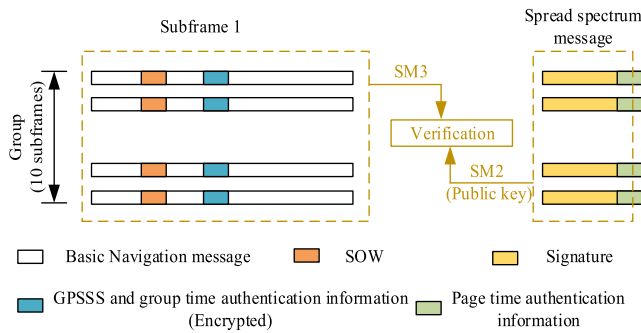 Subframe 1
Spread spectrum
message
Group
(10 subframes)
SM3
Verification
SM2
(Public key)
Basic Navigation message
SOW
Signature
GPSSS and group time authentication information
(Encrypted)
Page time authentication
information